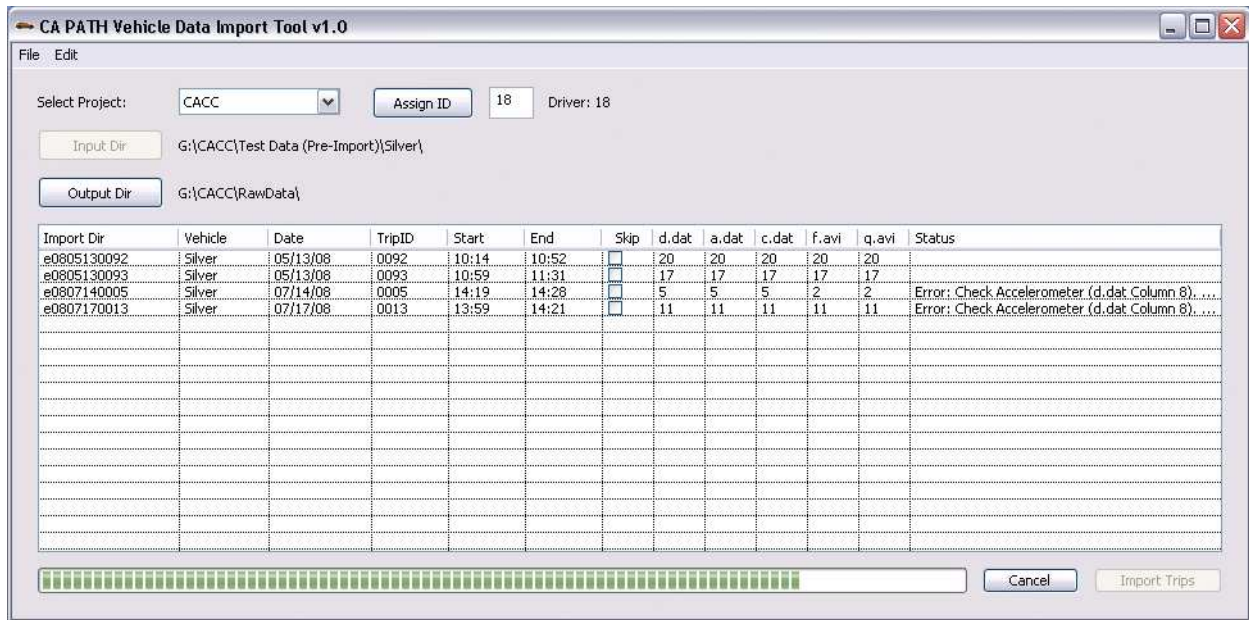 CA PATH Vehicle Data Import Tool v1.0
File Edit
Select Project: CACC Assign ID 18 Driver: 18
Input Dir G:\CACC\Test Data (Pre-Import)\Silver\
Output Dir G:\CACC\RawData\
Import Dir Vehicle Date TripID Start End Skip d.dat a.dat c.dat f.avi q.avi Status
e0805130092 Silver 05/13/08 0092 10:14 10:52 20 20 20 20 20
e0805130093 Silver 05/13/08 0093 10:59 11:31 17 17 17 17 17
e0807140005 Silver 07/14/08 0005 14:19 14:28 5 5 5 2 2 Error: Check Accelerometer (d.dat Column 8). ...
e0807170013 Silver 07/17/08 0013 13:59 14:21 11 11 11 11 11 Error: Check Accelerometer (d.dat Column 8). ...
Cancel Import Trips